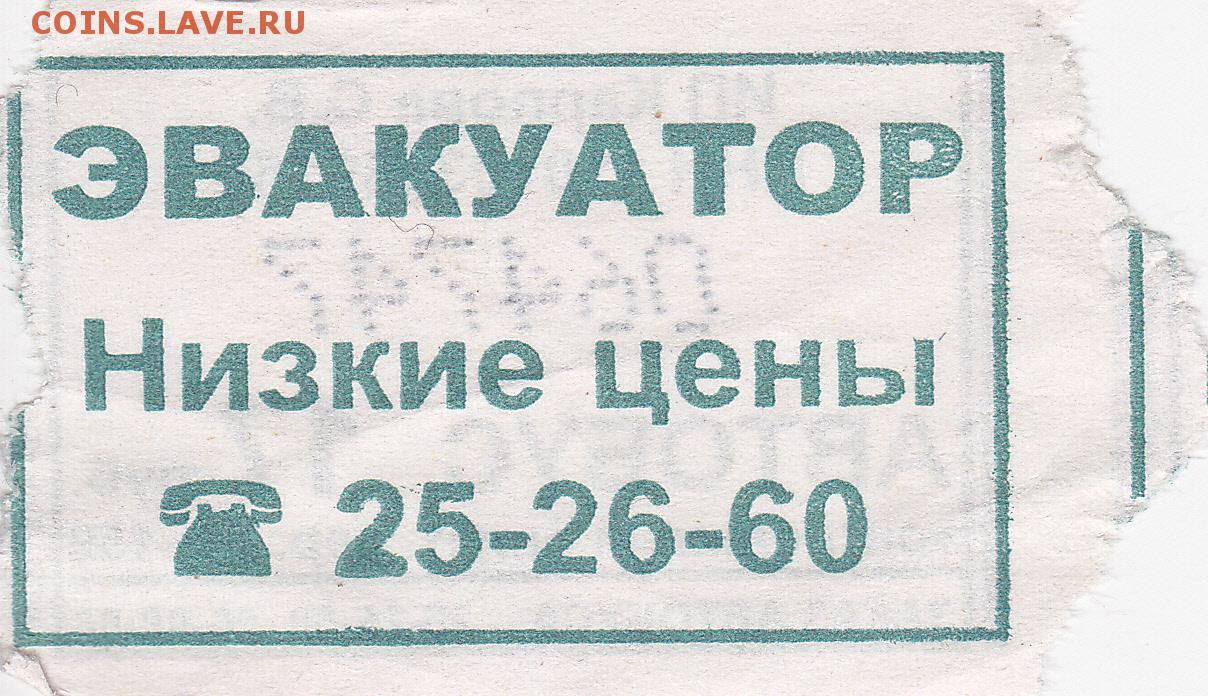 COINS.LAVE.RU
ЭВАКУАТОР
Низкие цены
☎ 25-26-60